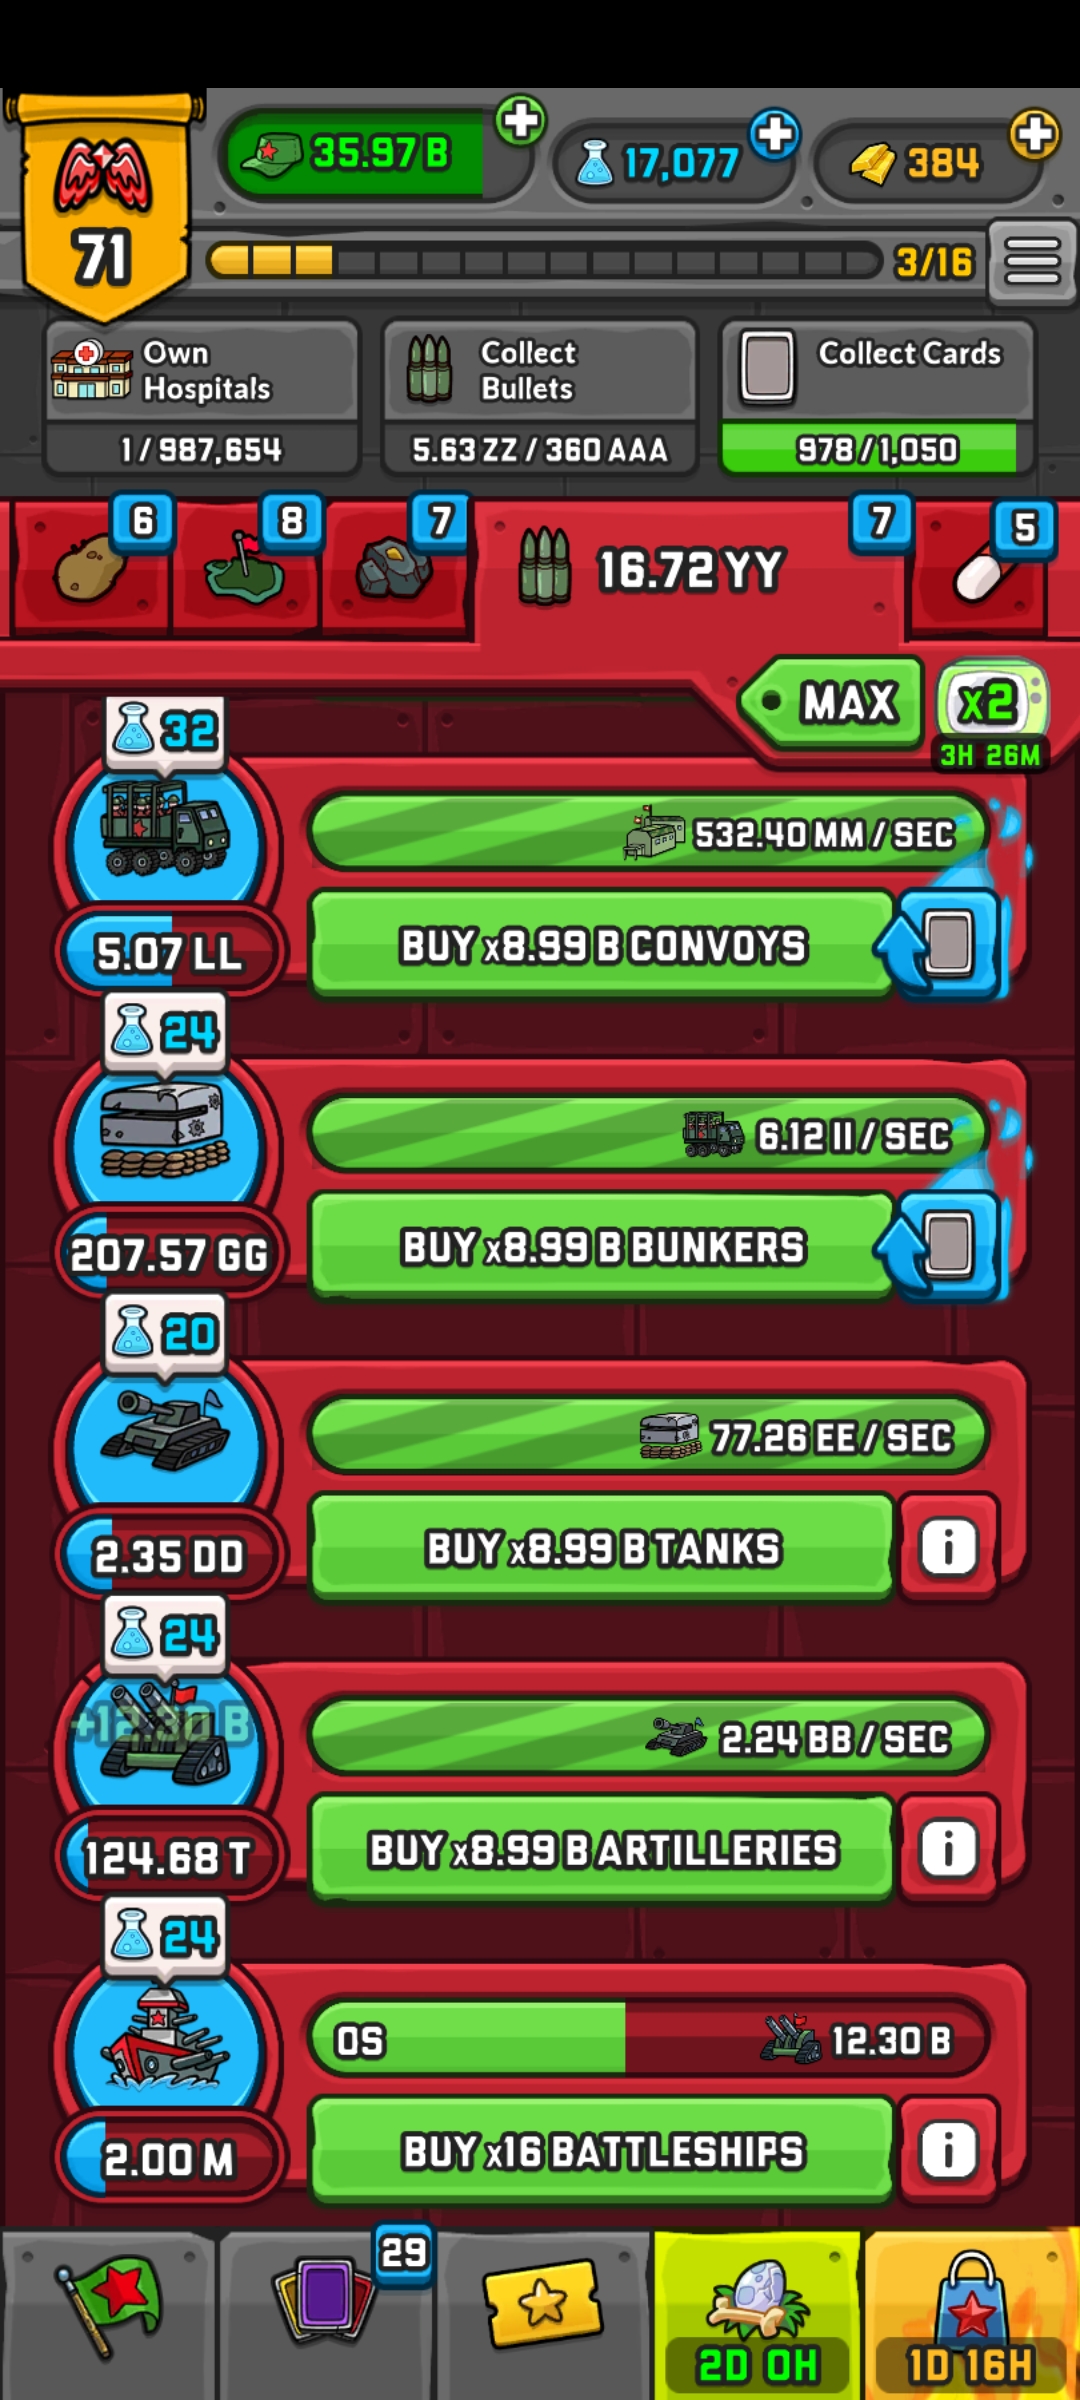 35.97 B
17,077
384
71
3/16
Own
Hospitals
1 / 987,654
Collect
Bullets
5.63 ZZ / 360 AAA
Collect Cards
978 / 1,050
6
8
7
16.72 YY
7
5
MAX
x2
3H 26M
32
532.40 MM / SEC
5.07 LL
BUY x8.99 B CONVOYS
24
6.12 II / SEC
207.57 GG
BUY x8.99 B BUNKERS
20
77.26 EE / SEC
2.35 DD
BUY x8.99 B TANKS
i
24
+12.30 B
2.24 BB / SEC
124.68 T
BUY x8.99 B ARTILLERIES
i
24
0S
12.30 B
2.00 M
BUY x16 BATTLESHIPS
i
29
2D 0H
1D 16H